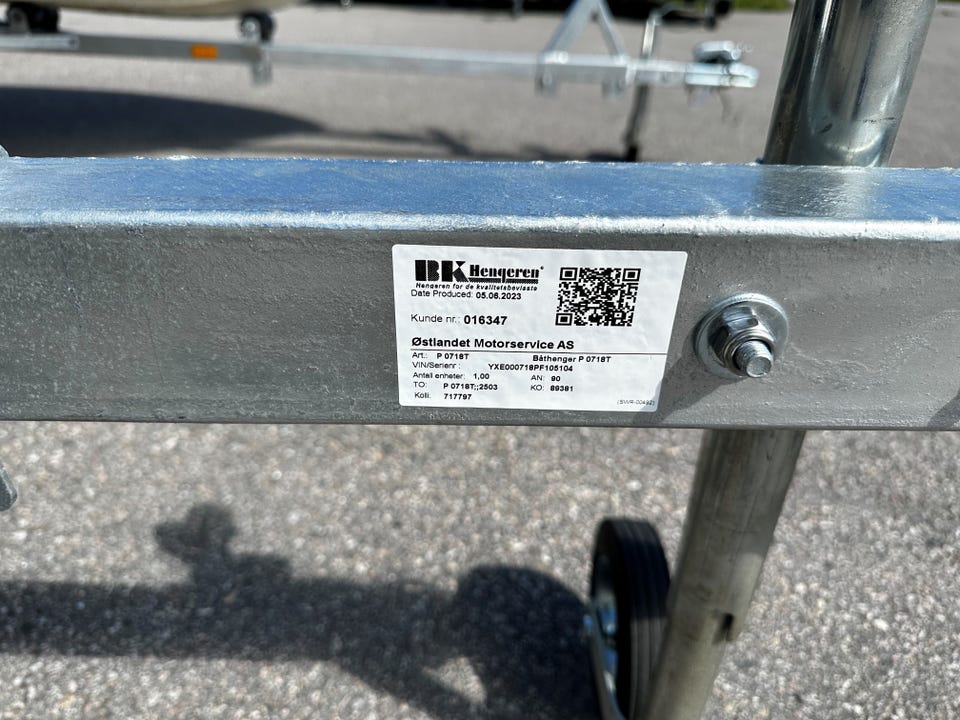 BK Hengeren
Hengeren for de kvalitetsbevisste
Date Produced: 05.06.2023
Kunde nr.: 016347
Østlandet Motorservice AS
Art.: P 0718T Båthenger P 0718T
VIN/Serienr : YXE000718PF105104
Antall enheter: 1,00 AN: 90
TO: P 0718T;;2503 KO: 89381
Kolli: 717797